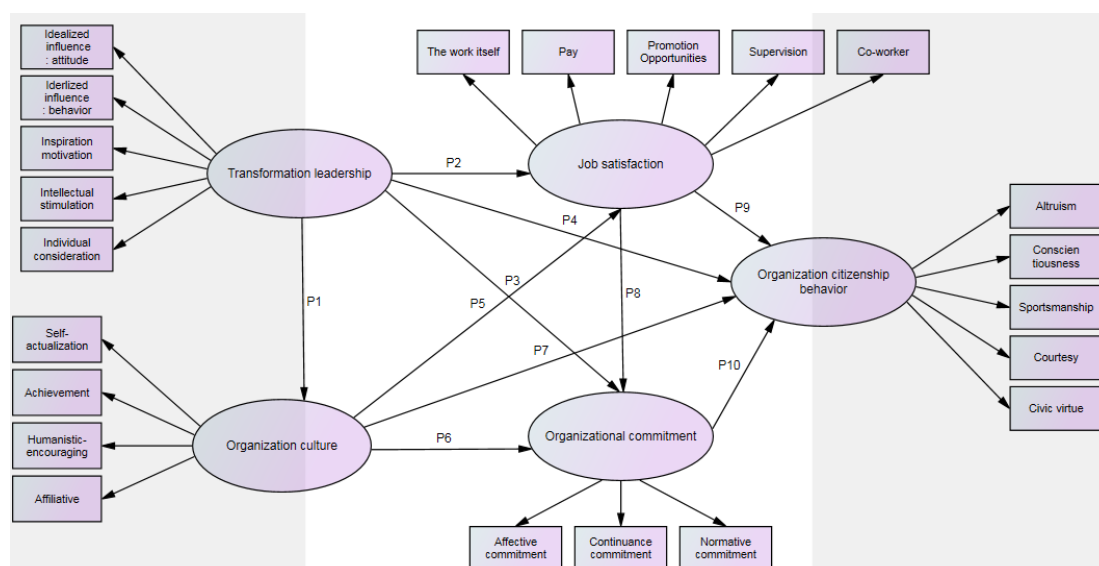 Idealized
influence
: attitude
Iderlized
influence
: behavior
Inspiration
motivation
Intellectual
stimulation
Individual
consideration
Transformation leadership
The work itself
Pay
Promotion
Opportunities
Supervision
Co-worker
Job satisfaction
P2
P4
P9
P1
P3
P5
P8
P7
P10
P6
Organization citizenship
behavior
Altruism
Conscien
tiousness
Sportsmanship
Courtesy
Civic virtue
Self-
actualization
Achievement
Humanistic-
encouraging
Affiliative
Organization culture
Organizational commitment
Affective
commitment
Continuance
commitment
Normative
commitment